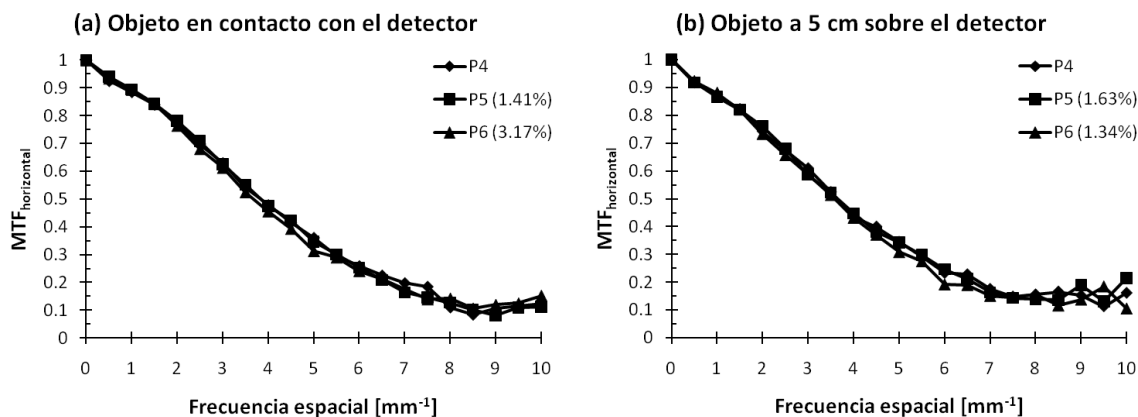 (a) Objeto en contacto con el detector
1
0.9
0.8
0.7
0.6
0.5
0.4
0.3
0.2
0.1
0
MTFhorizontal
P4
P5 (1.41%)
P6 (3.17%)
0 1 2 3 4 5 6 7 8 9 10
Frecuencia espacial [mm⁻¹]
(b) Objeto a 5 cm sobre el detector
1
0.9
0.8
0.7
0.6
0.5
0.4
0.3
0.2
0.1
0
MTFhorizontal
P4
P5 (1.63%)
P6 (1.34%)
0 1 2 3 4 5 6 7 8 9 10
Frecuencia espacial [mm⁻¹]